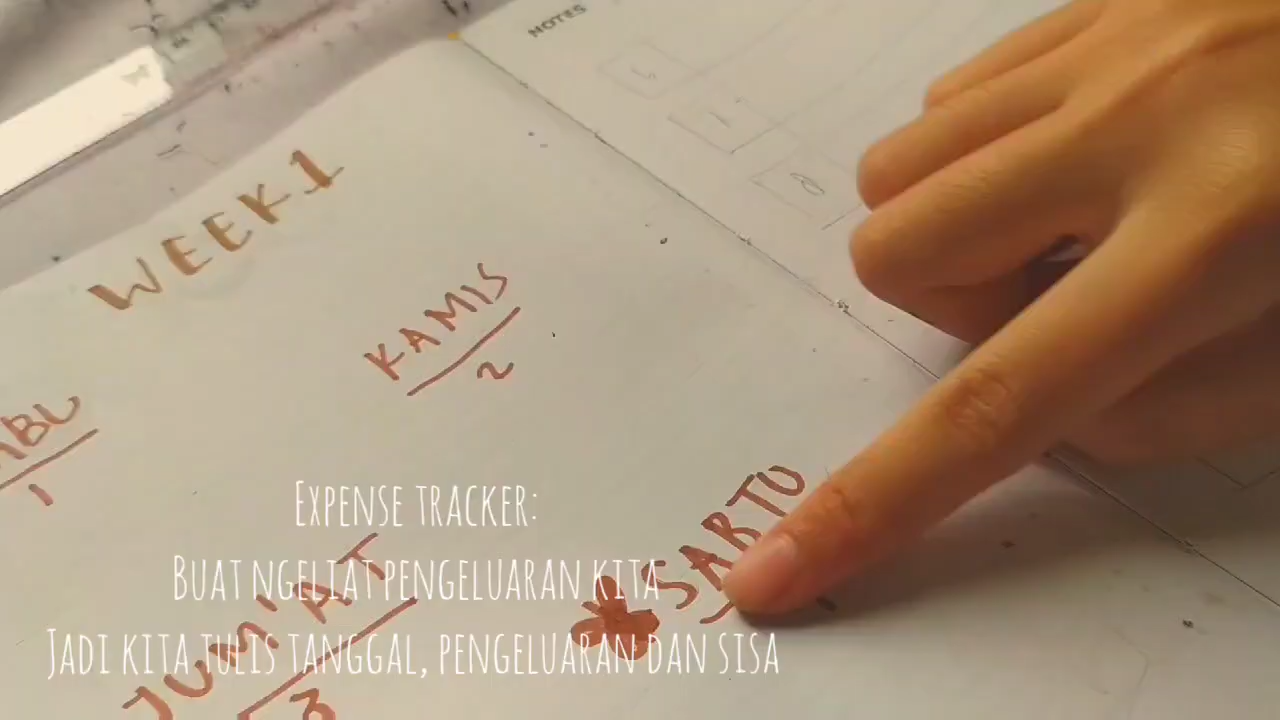 NOTES
WEEK 1
KAMIS
2
ABU
1
SABTU
JUM'AT
3
EXPENSE TRACKER:
BUAT NGELIAT PENGELUARAN KITA
JADI KITA TULIS TANGGAL, PENGELUARAN DAN SISA